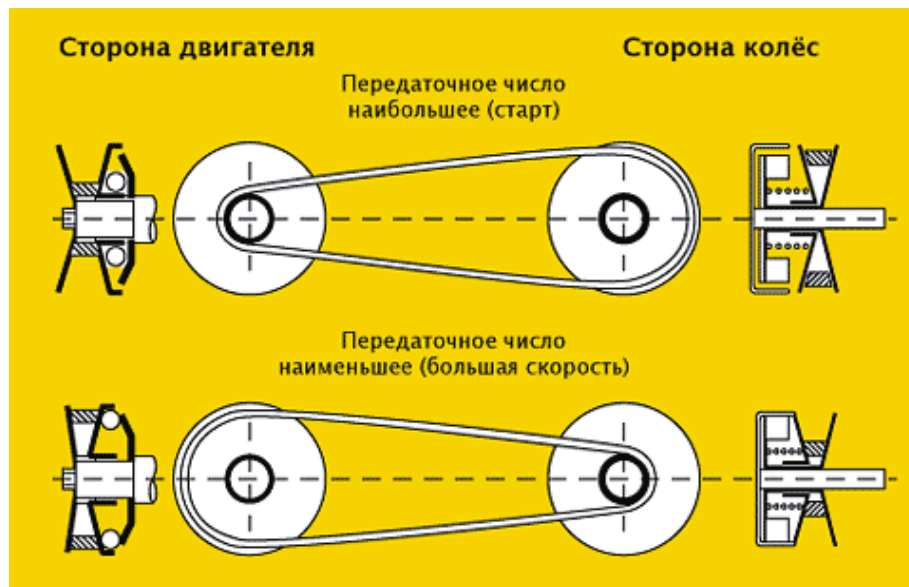 Сторона двигателя
Сторона колёс
Передаточное число
наибольшее (старт)
Передаточное число
наименьшее (большая скорость)